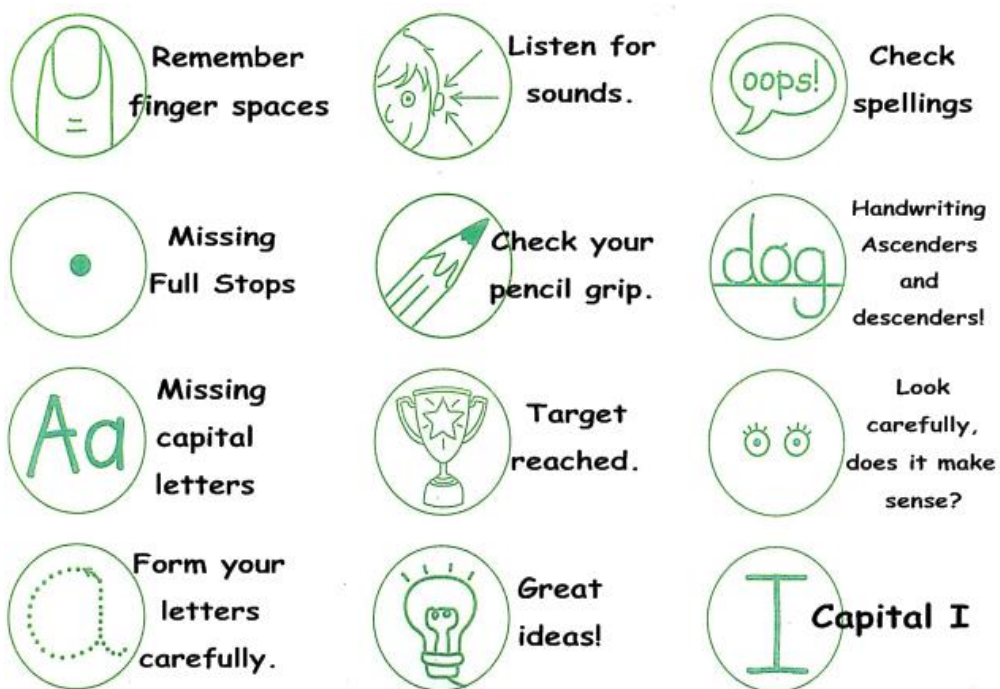 Remember
finger spaces
Listen for
sounds.
oops!
Check
spellings
Missing
Full Stops
Check your
pencil grip.
dog
Handwriting
Ascenders
and
descenders!
Aa
Missing
capital
letters
Target
reached.
Look
carefully,
does it make
sense?
a
Form your
letters
carefully.
Great
ideas!
I
Capital I